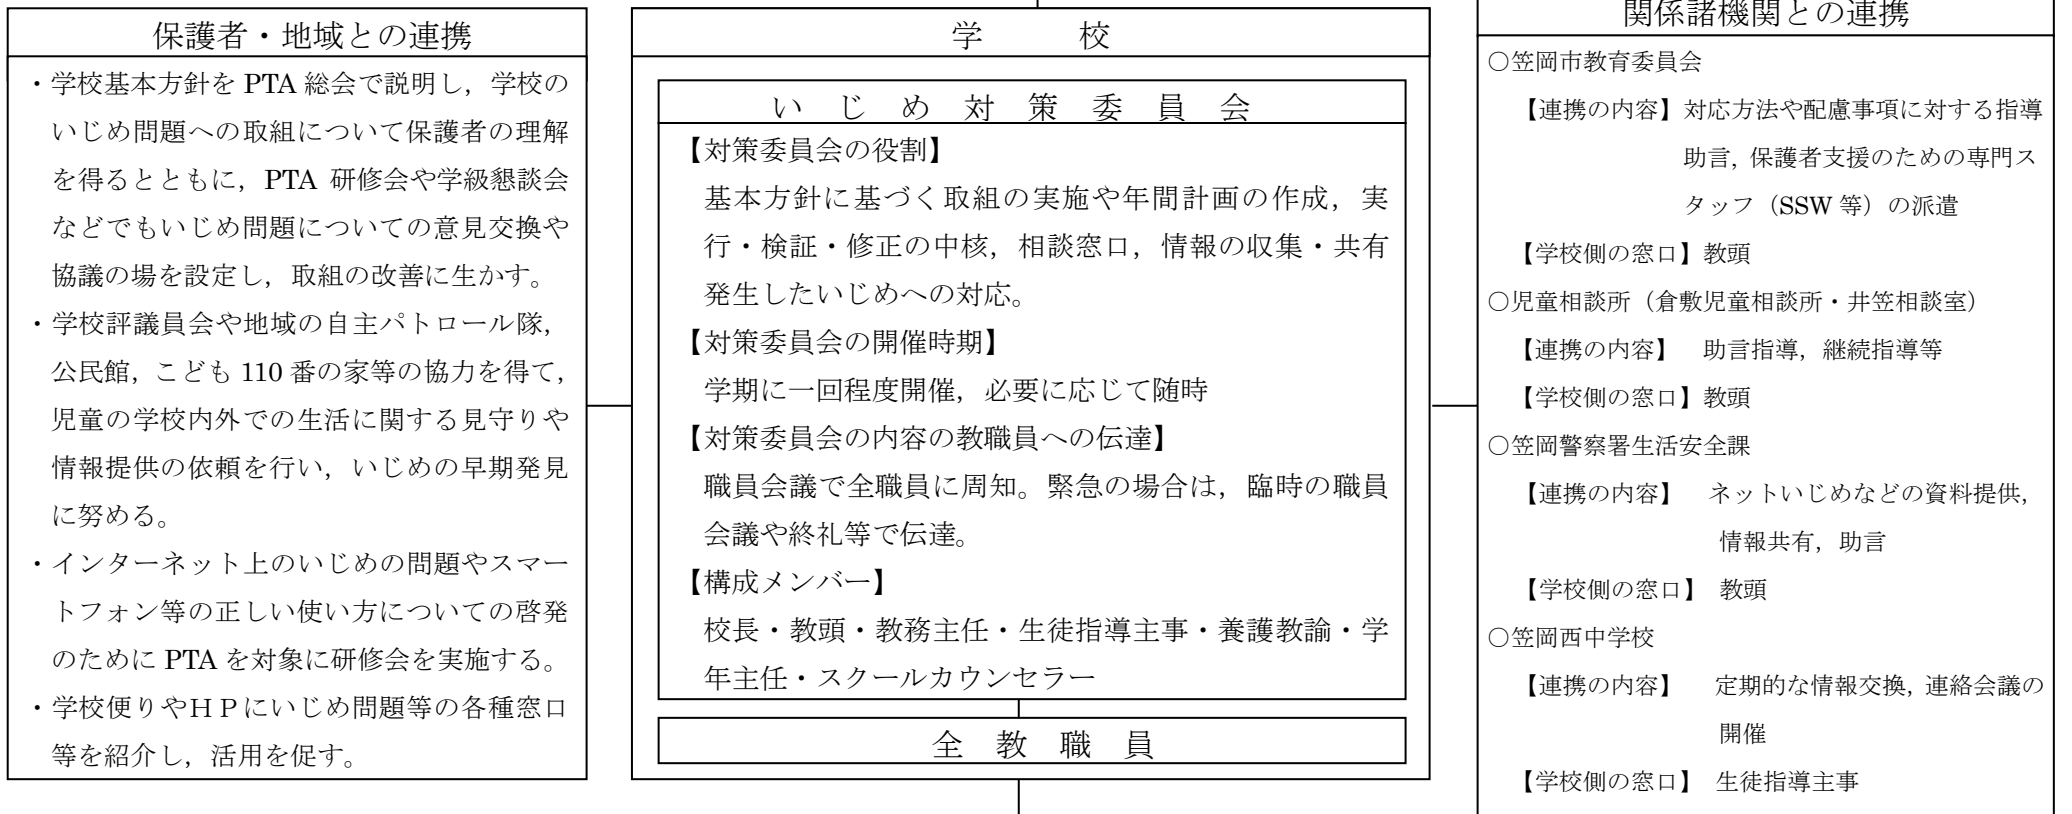 保護者・地域との連携
・学校基本方針を PTA 総会で説明し，学校の
いじめ問題への取組について保護者の理解
を得るとともに，PTA 研修会や学級懇談会
などでもいじめ問題についての意見交換や
協議の場を設定し，取組の改善に生かす。
・学校評議員会や地域の自主パトロール隊，
公民館，こども 110 番の家等の協力を得て，
児童の学校内外での生活に関する見守りや
情報提供の依頼を行い，いじめの早期発見
に努める。
・インターネット上のいじめの問題やスマー
トフォン等の正しい使い方についての啓発
のために PTA を対象に研修会を実施する。
・学校便りやＨＰにいじめ問題等の各種窓口
等を紹介し，活用を促す。
学　　　校
い　じ　め　対　策　委　員　会
【対策委員会の役割】
基本方針に基づく取組の実施や年間計画の作成，実
行・検証・修正の中核，相談窓口，情報の収集・共有
発生したいじめへの対応。
【対策委員会の開催時期】
学期に一回程度開催，必要に応じて随時
【対策委員会の内容の教職員への伝達】
職員会議で全職員に周知。緊急の場合は，臨時の職員
会議や終礼等で伝達。
【構成メンバー】
校長・教頭・教務主任・生徒指導主事・養護教諭・学
年主任・スクールカウンセラー
全　教　職　員
関係諸機関との連携
○笠岡市教育委員会
【連携の内容】対応方法や配慮事項に対する指導
助言，保護者支援のための専門ス
タッフ（SSW 等）の派遣
【学校側の窓口】教頭
○児童相談所（倉敷児童相談所・井笠相談室）
【連携の内容】　助言指導，継続指導等
【学校側の窓口】教頭
○笠岡警察署生活安全課
【連携の内容】　ネットいじめなどの資料提供，
情報共有，助言
【学校側の窓口】　教頭
○笠岡西中学校
【連携の内容】　定期的な情報交換，連絡会議の
開催
【学校側の窓口】　生徒指導主事